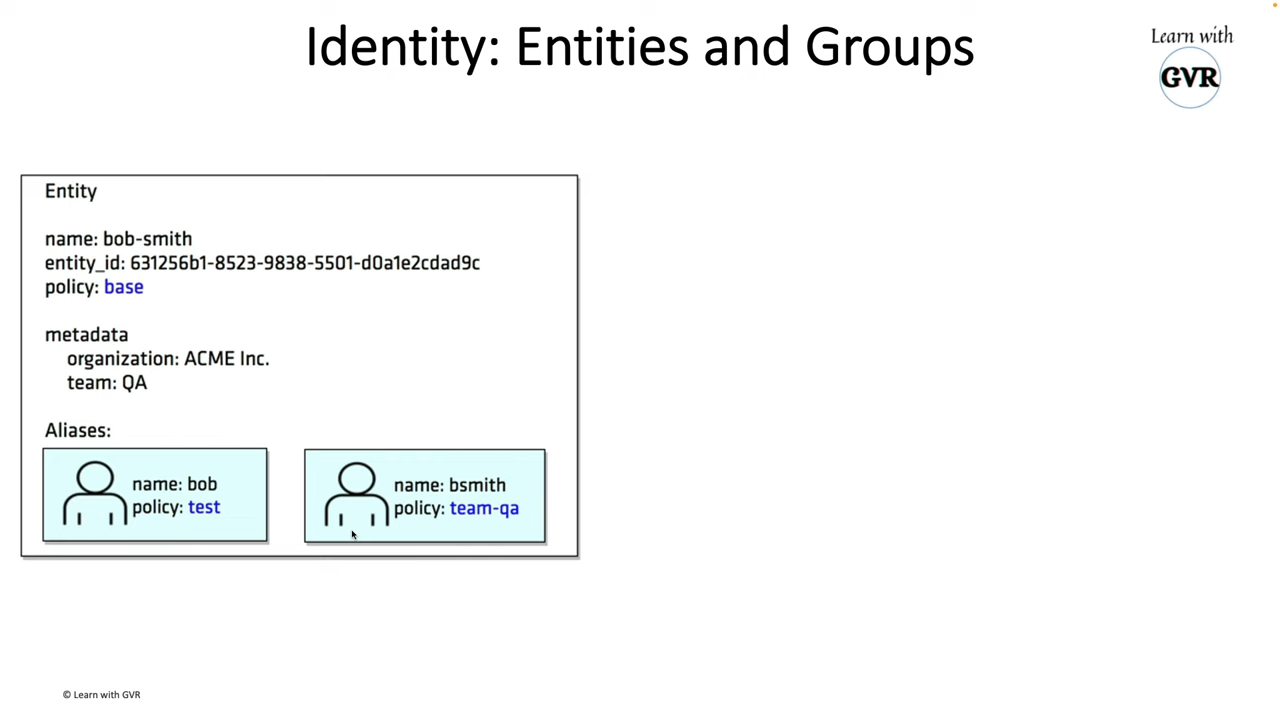 Identity: Entities and Groups
Learn with
GVR
Entity
name: bob-smith
entity_id: 631256b1-8523-9838-5501-d0a1e2cdad9c
policy: base
metadata
organization: ACME Inc.
team: QA
Aliases:
name: bob
policy: test
name: bsmith
policy: team-qa
© Learn with GVR